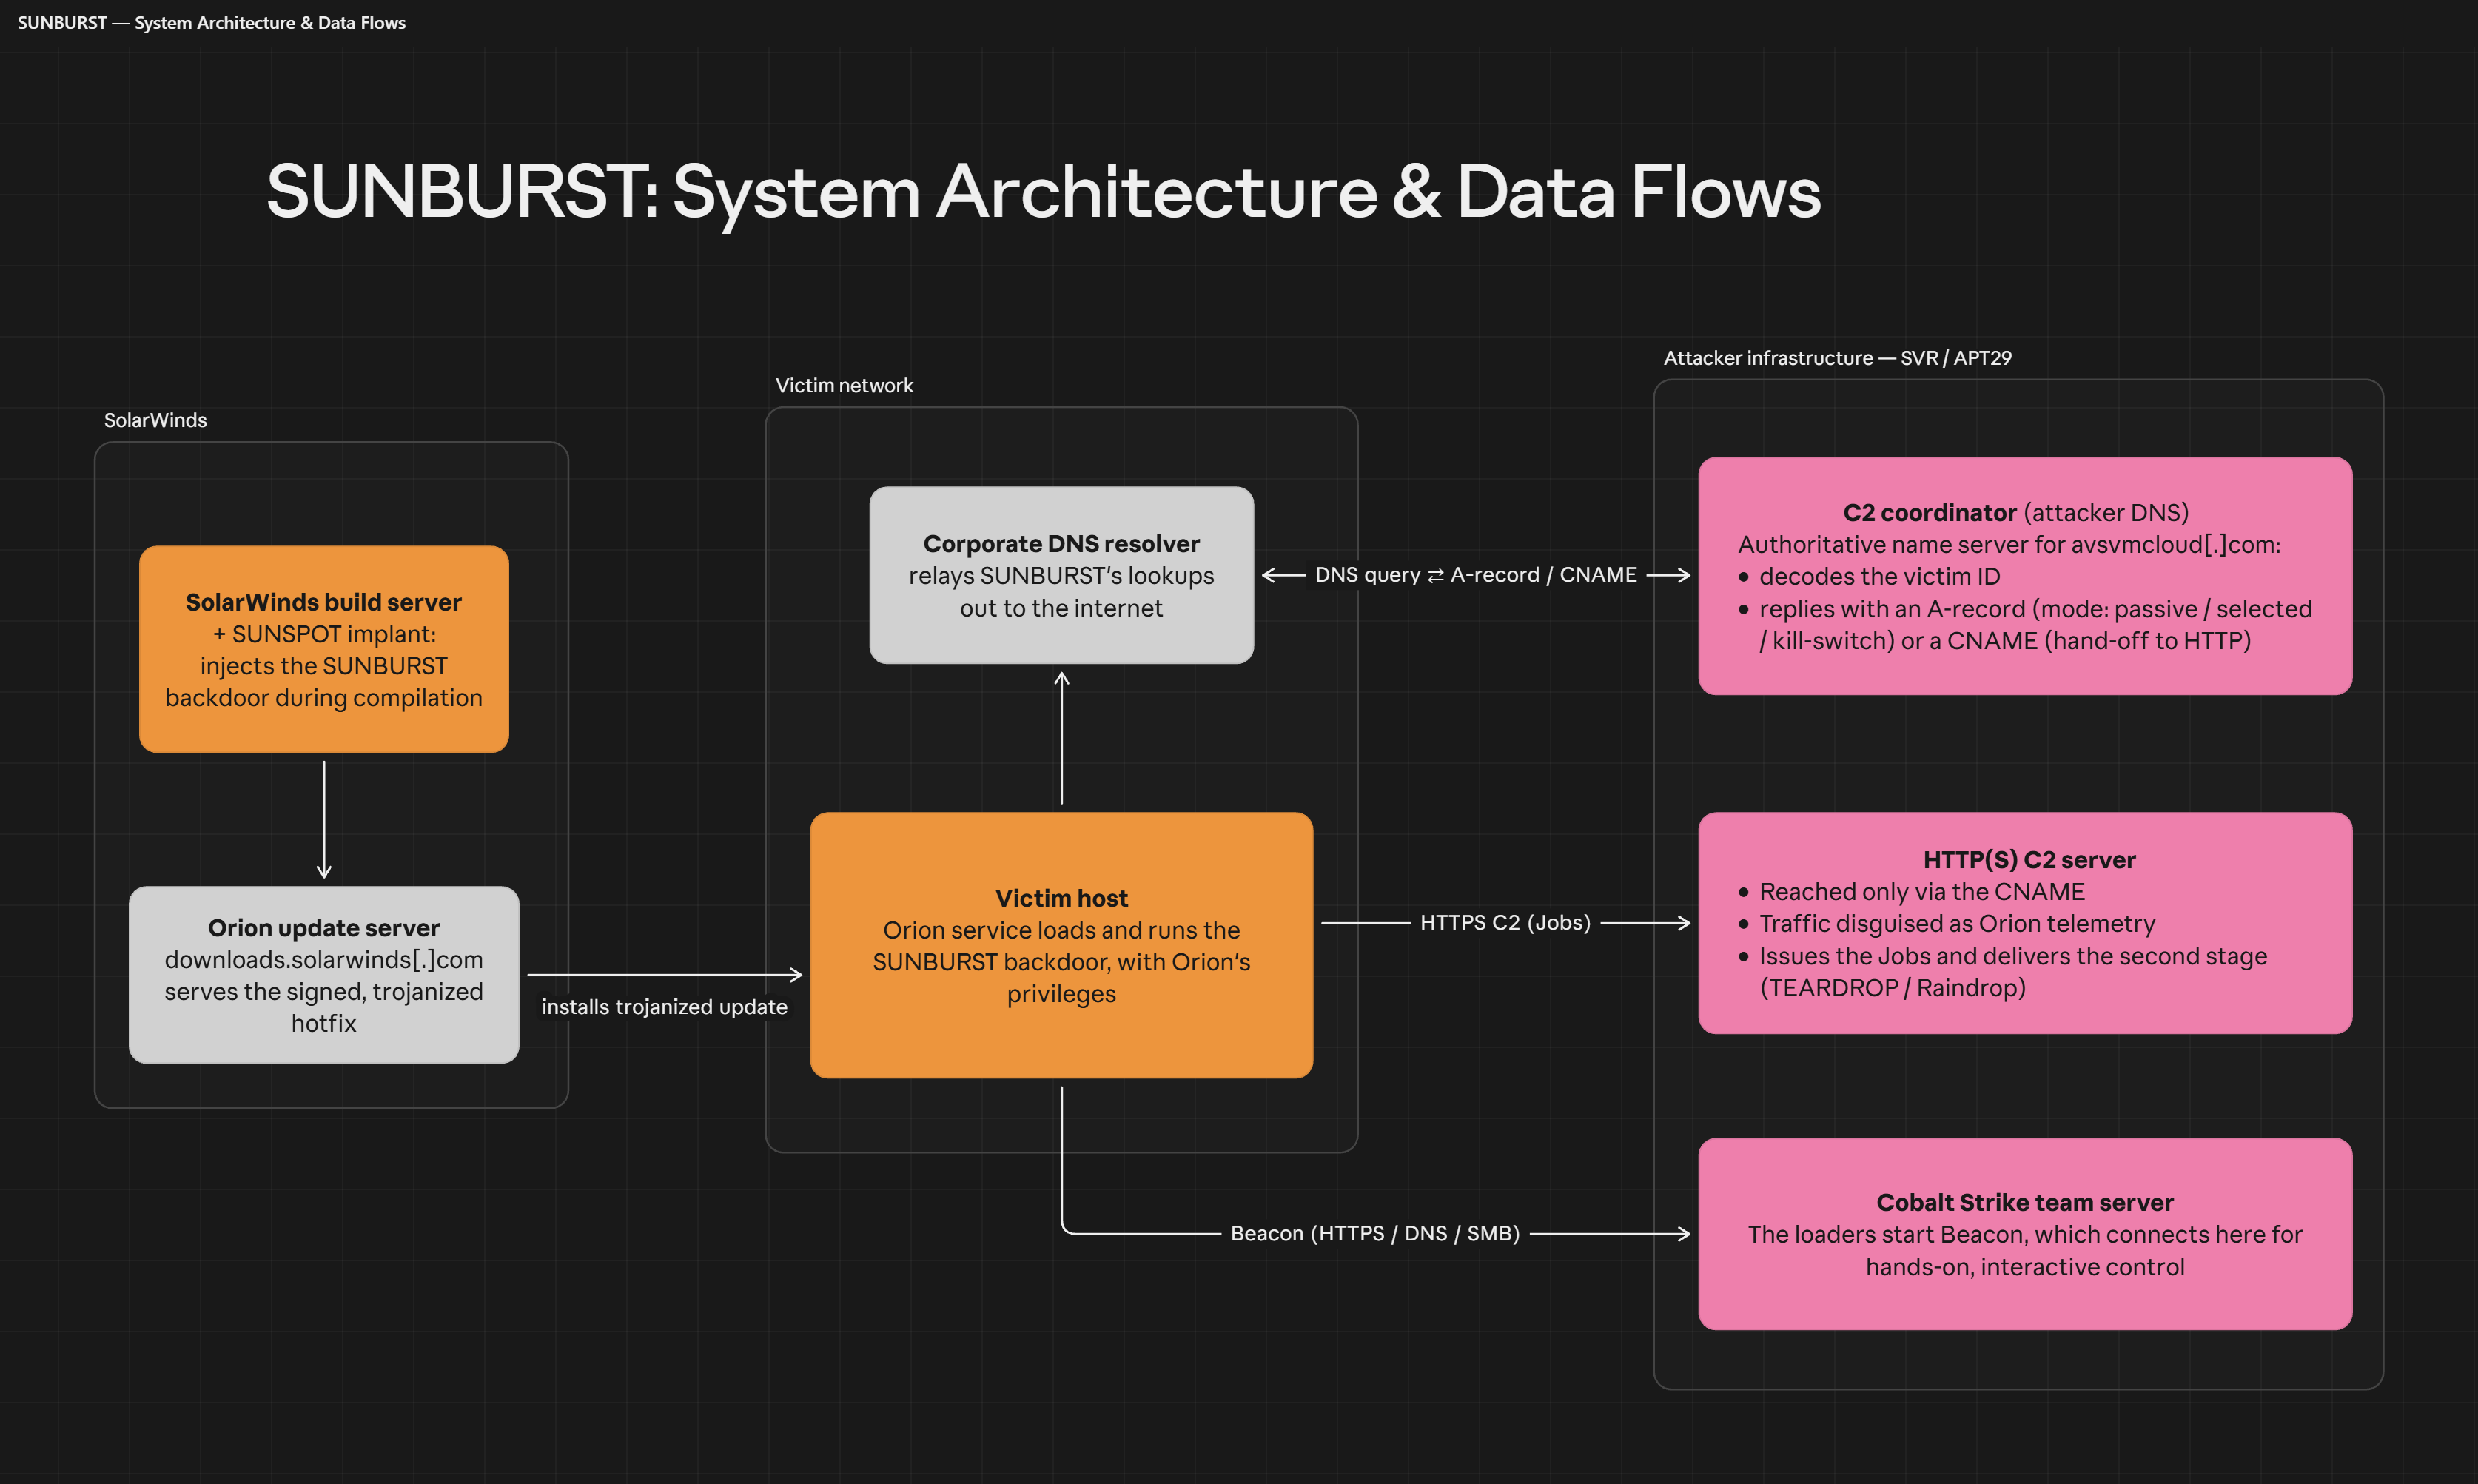 SUNBURST — System Architecture & Data Flows
SUNBURST: System Architecture & Data Flows
SolarWinds
SolarWinds build server
+ SUNSPOT implant:
injects the SUNBURST
backdoor during compilation
Orion update server
downloads.solarwinds[.]com
serves the signed, trojanized
hotfix
installs trojanized update
Victim network
Corporate DNS resolver
relays SUNBURST's lookups
out to the internet
Victim host
Orion service loads and runs the
SUNBURST backdoor, with Orion's
privileges
DNS query ⇄ A-record / CNAME
HTTPS C2 (Jobs)
Beacon (HTTPS / DNS / SMB)
Attacker infrastructure — SVR / APT29
C2 coordinator (attacker DNS)
Authoritative name server for avsvmcloud[.]com:
• decodes the victim ID
• replies with an A-record (mode: passive / selected
/ kill-switch) or a CNAME (hand-off to HTTP)
HTTP(S) C2 server
• Reached only via the CNAME
• Traffic disguised as Orion telemetry
• Issues the Jobs and delivers the second stage
(TEARDROP / Raindrop)
Cobalt Strike team server
The loaders start Beacon, which connects here for
hands-on, interactive control